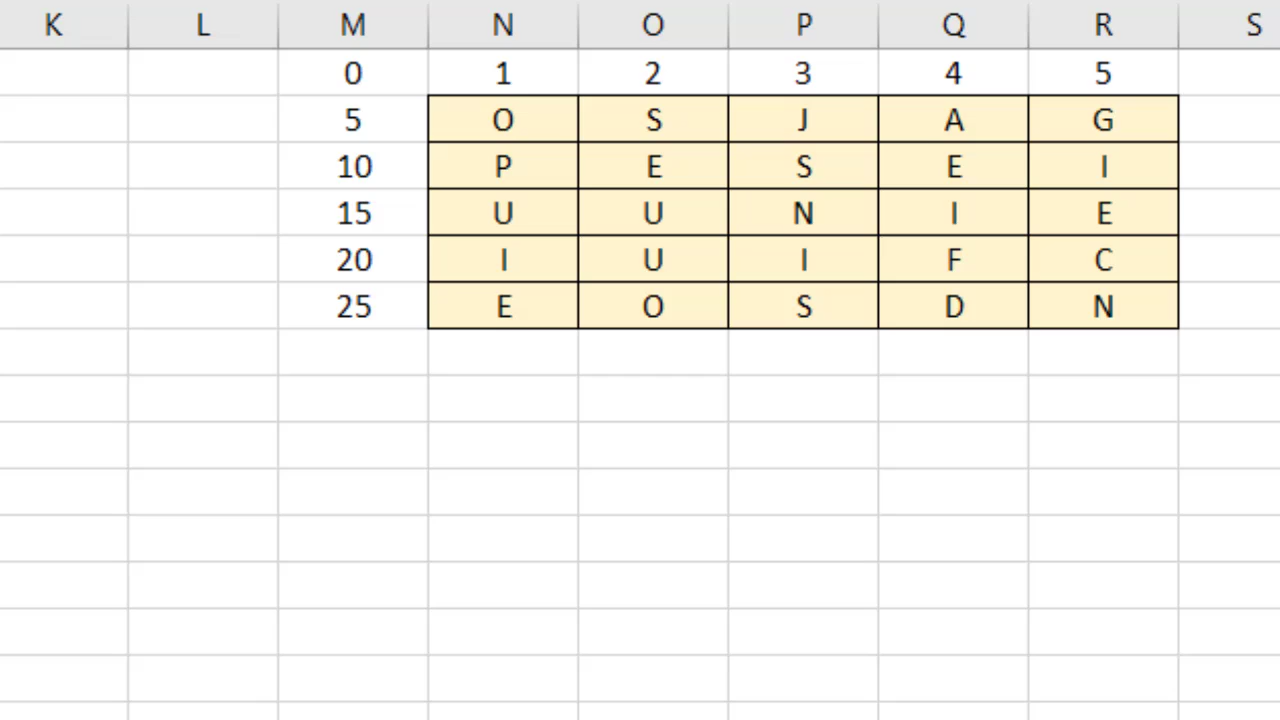 K L M N O P Q R S
0 1 2 3 4 5
5 O S J A G
10 P E S E I
15 U U N I E
20 I U I F C
25 E O S D N